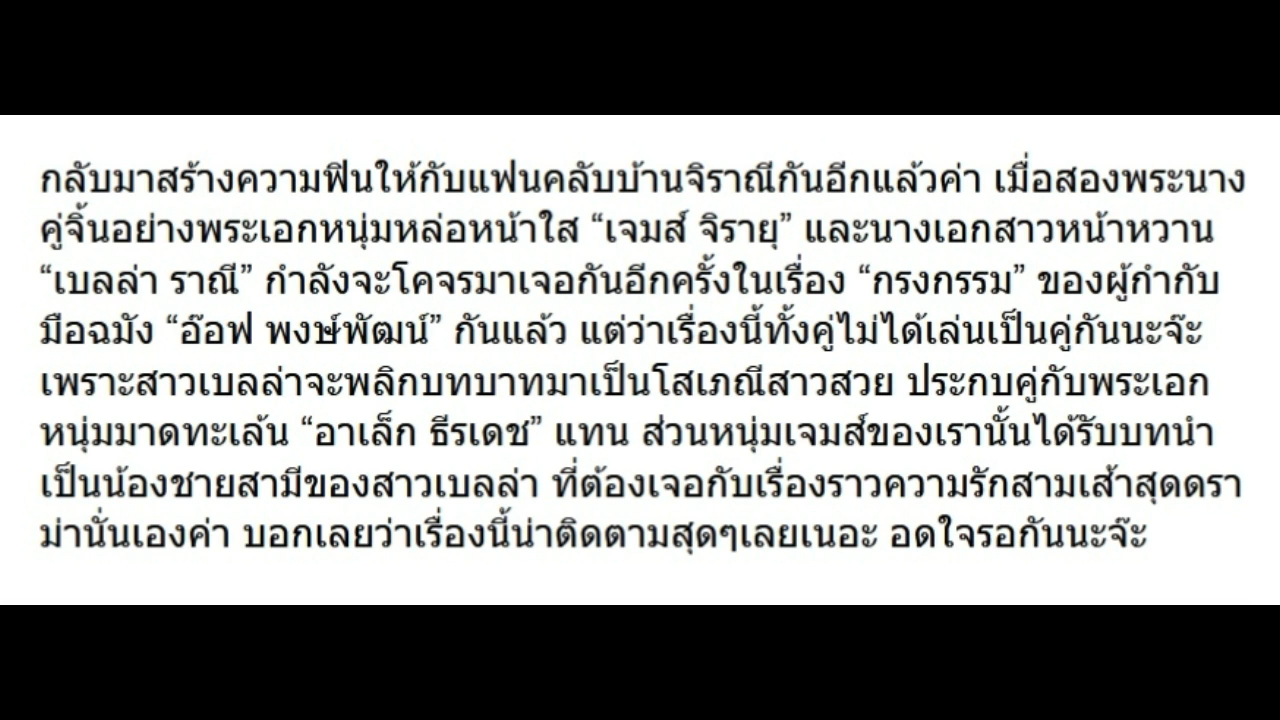 กลับมาสร้างความฟินให้กับแฟนคลับบ้านจิราณีกันอีกแล้วค่า เมื่อสองพระนาง
คู่จิ้นอย่างพระเอกหนุ่มหล่อหน้าใส “เจมส์ จิรายุ” และนางเอกสาวหน้าหวาน
“เบลล่า ราณี” กำลังจะโคจรมาเจอกันอีกครั้งในเรื่อง “กรงกรรม” ของผู้กำกับ
มือฉมัง “อ๊อฟ พงษ์พัฒน์” กันแล้ว แต่ว่าเรื่องนี้ทั้งคู่ไม่ได้เล่นเป็นคู่กันนะจ๊ะ
เพราะสาวเบลล่าจะพลิกบทบาทมาเป็นโสเภณีสาวสวย ประกบคู่กับพระเอก
หนุ่มมาดทะเล้น “อาเล็ก ธีรเดช” แทน ส่วนหนุ่มเจมส์ของเรานั้นได้รับบทนำ
เป็นน้องชายสามีของสาวเบลล่า ที่ต้องเจอกับเรื่องราวความรักสามเส้าสุดดรา
ม่านั่นเองค่า บอกเลยว่าเรื่องนี้น่าติดตามสุดๆเลยเนอะ อดใจรอกันนะจ๊ะ